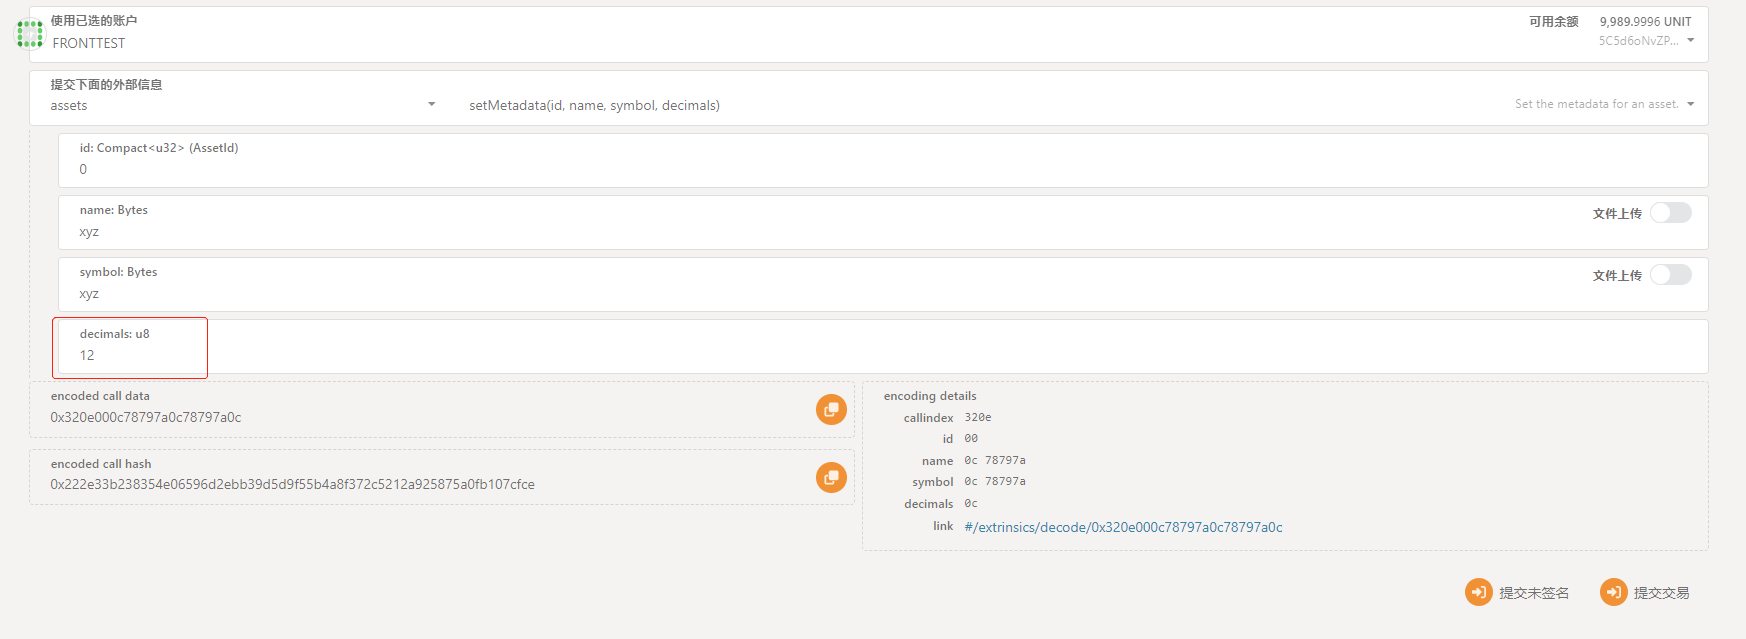 使用已选的账户
FRONTTEST
可用余额 9,989.9996 UNIT
5C5d6oNvZP...
提交下面的外部信息
assets
setMetadata(id, name, symbol, decimals)
Set the metadata for an asset.
id: Compact<u32> (AssetId)
0
name: Bytes
xyz
文件上传
symbol: Bytes
xyz
文件上传
decimals: u8
12
encoded call data
0x320e000c78797a0c78797a0c
encoded call hash
0x222e33b238354e06596d2ebb39d5d9f55b4a8f372c5212a925875a0fb107cfce
encoding details
callindex 320e
id 00
name 0c 78797a
symbol 0c 78797a
decimals 0c
link #/extrinsics/decode/0x320e000c78797a0c78797a0c
提交未签名
提交交易